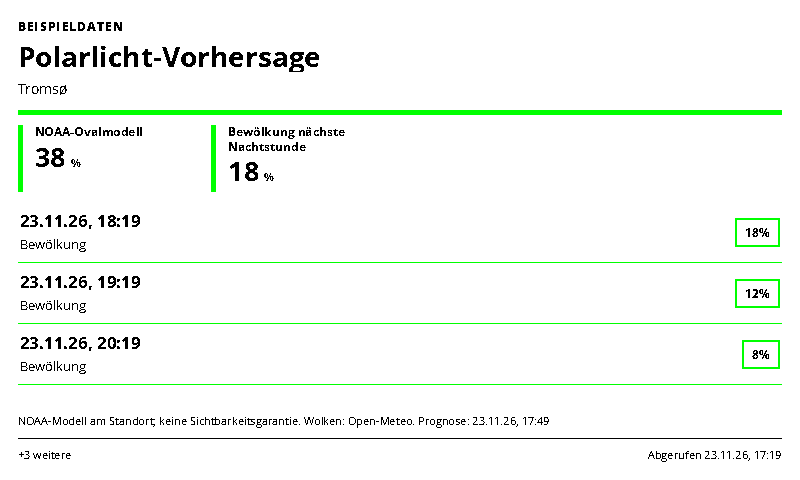 BEISPIELDATEN
Polarlicht-Vorhersage
Tromsø
NOAA-Ovalmodell
38 %
Bewölkung nächste
Nachtstunde
18 %
23.11.26, 18:19
Bewölkung
18%
23.11.26, 19:19
Bewölkung
12%
23.11.26, 20:19
Bewölkung
8%
NOAA-Modell am Standort; keine Sichtbarkeitsgarantie. Wolken: Open-Meteo. Prognose: 23.11.26, 17:49
+3 weitere
Abgerufen 23.11.26, 17:19